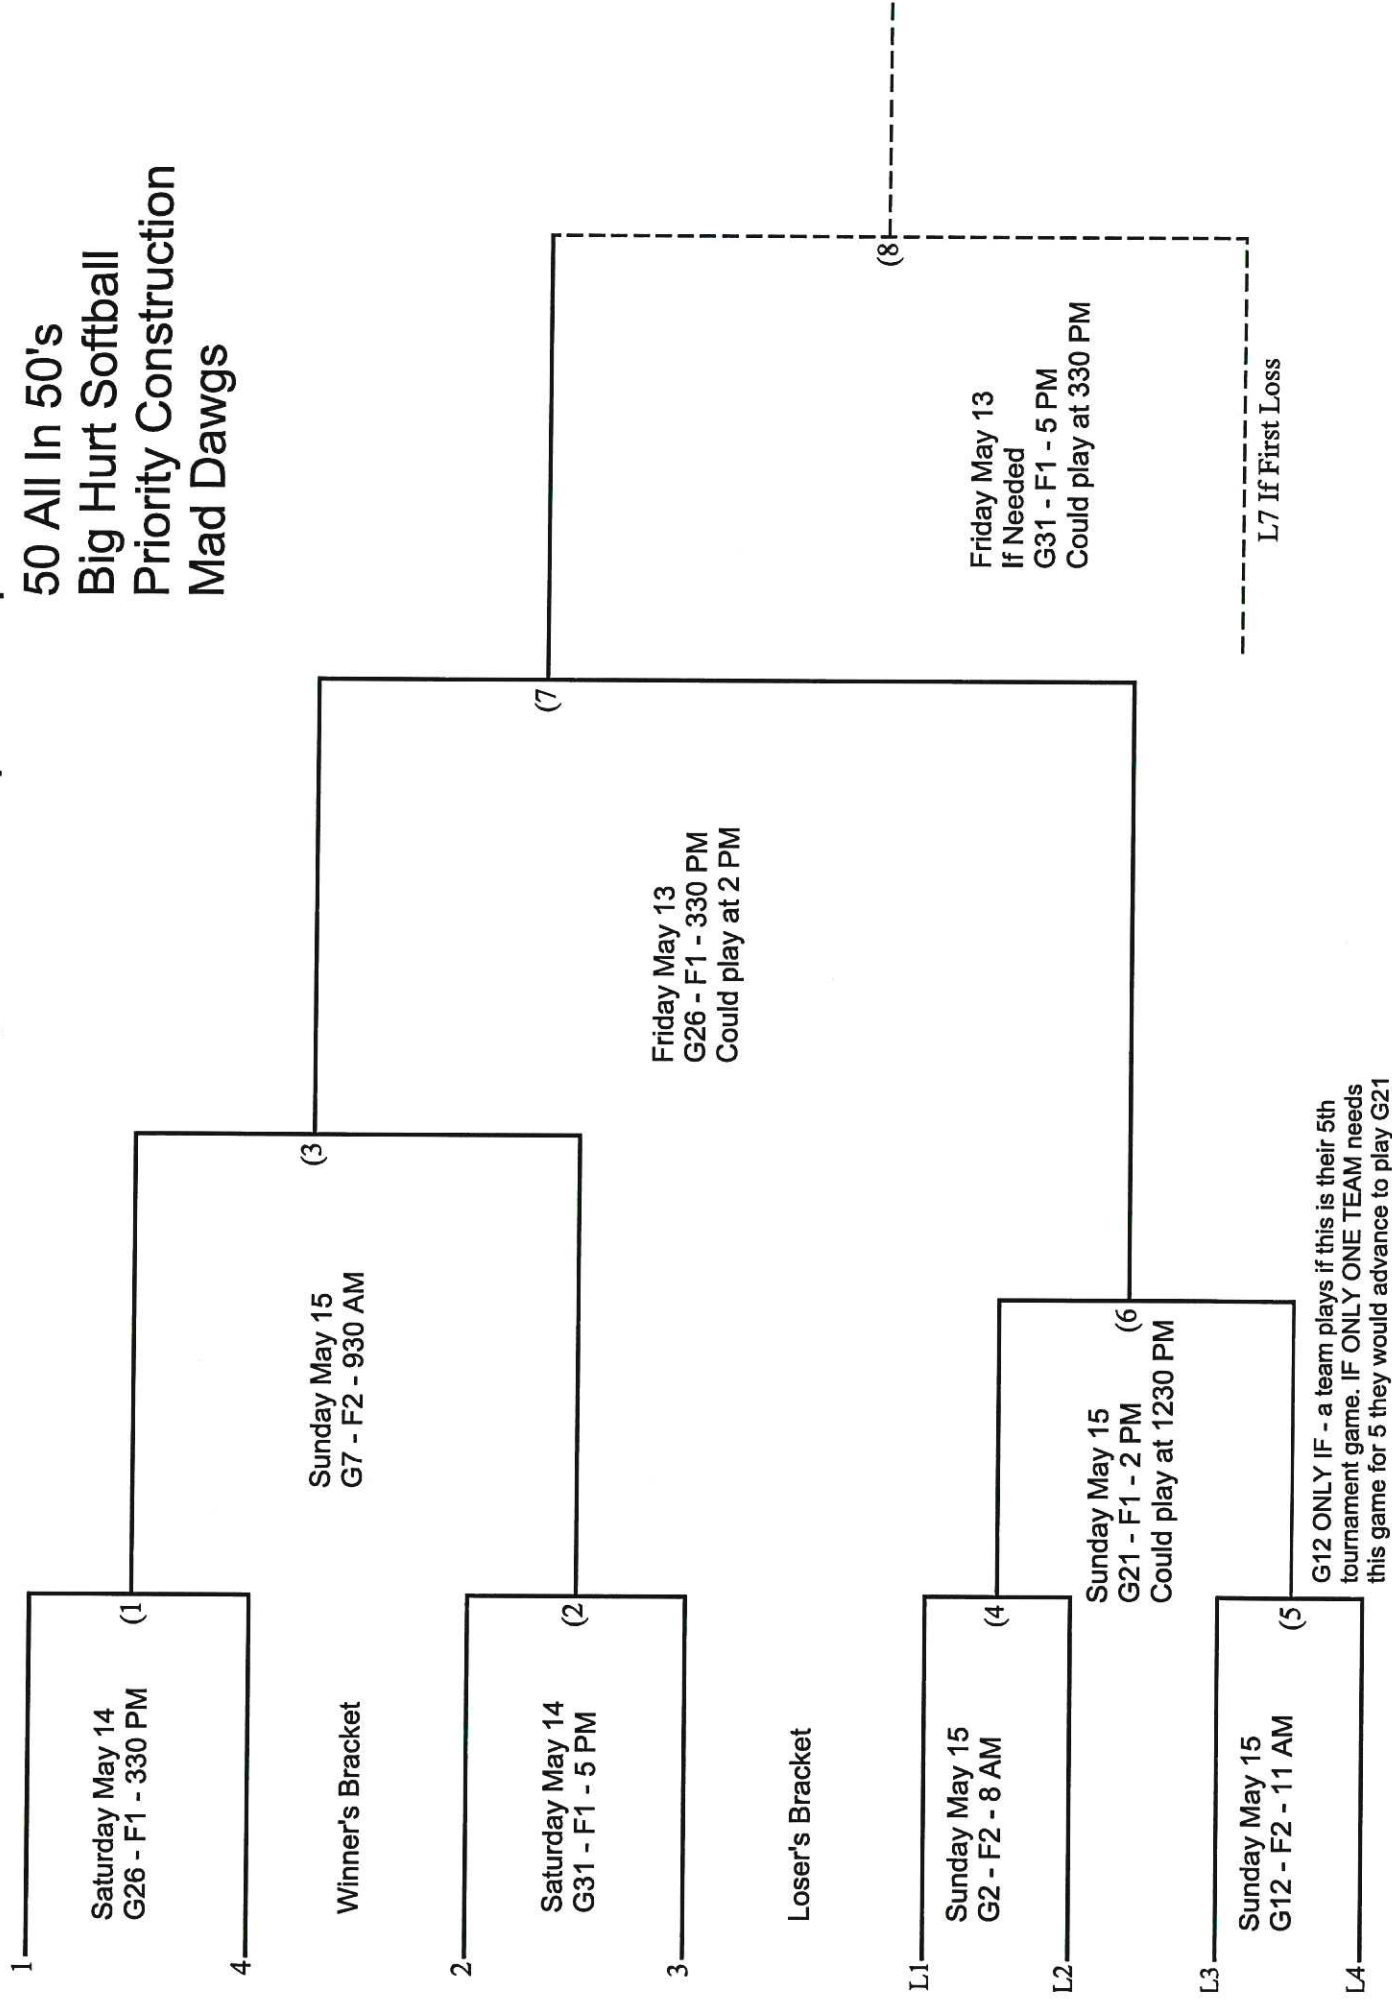 50 All In 50's
Big Hurt Softball
Priority Construction
Mad Dawgs
1
Saturday May 14
G26 - F1 - 330 PM
(1
4
Winner's Bracket
Sunday May 15
G7 - F2 - 930 AM
(3
2
Saturday May 14
G31 - F1 - 5 PM
(2
3
Friday May 13
G26 - F1 - 330 PM
Could play at 2 PM
(7
Loser's Bracket
L1
Sunday May 15
G2 - F2 - 8 AM
(4
L2
Sunday May 15
G21 - F1 - 2 PM
Could play at 1230 PM
(6
L3
Sunday May 15
G12 - F2 - 11 AM
(5
L4
G12 ONLY IF - a team plays if this is their 5th
tournament game. IF ONLY ONE TEAM needs
this game for 5 they would advance to play G21
Friday May 13
If Needed
G31 - F1 - 5 PM
Could play at 330 PM
(8
L7 If First Loss